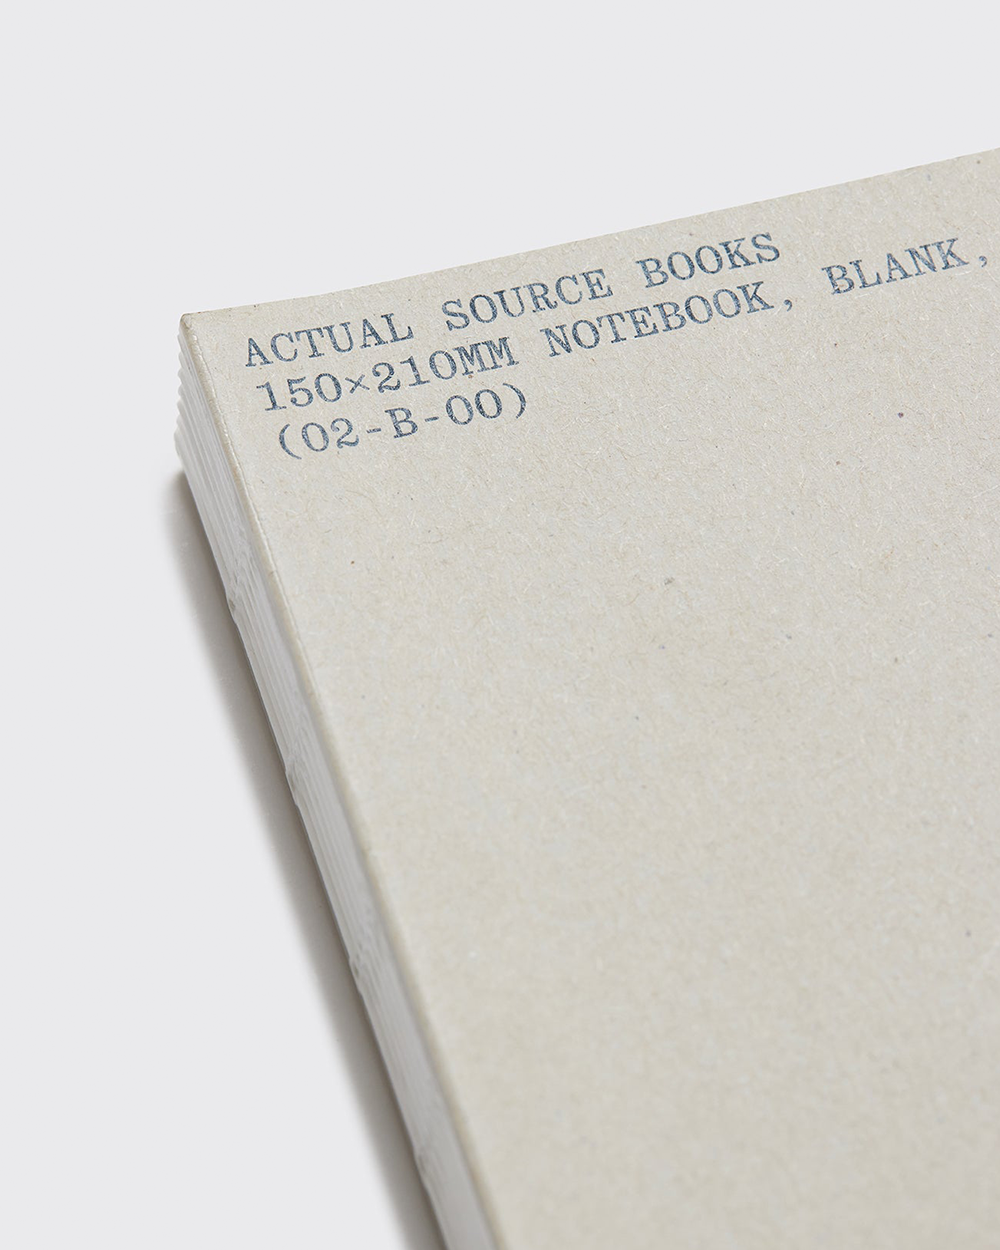 ACTUAL SOURCE BOOKS
150×210MM NOTEBOOK, BLANK,
(02-B-00)